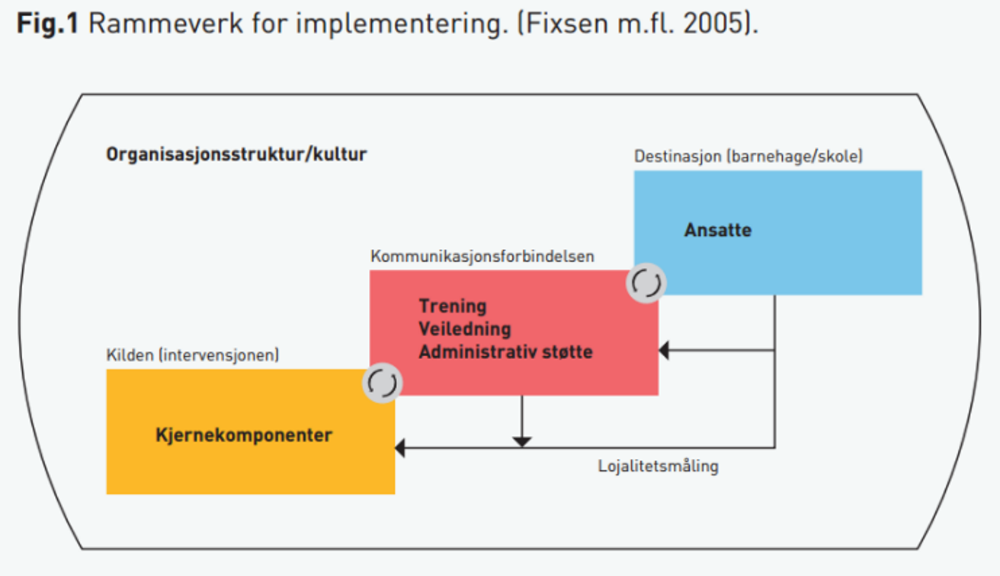 Fig.1 Rammeverk for implementering. (Fixsen m.fl. 2005).
Organisasjonsstruktur/kultur
Destinasjon (barnehage/skole)
Ansatte
Kommunikasjonsforbindelsen
Trening
Veiledning
Administrativ støtte
Kilden (intervensjonen)
Kjernekomponenter
Lojalitetsmåling